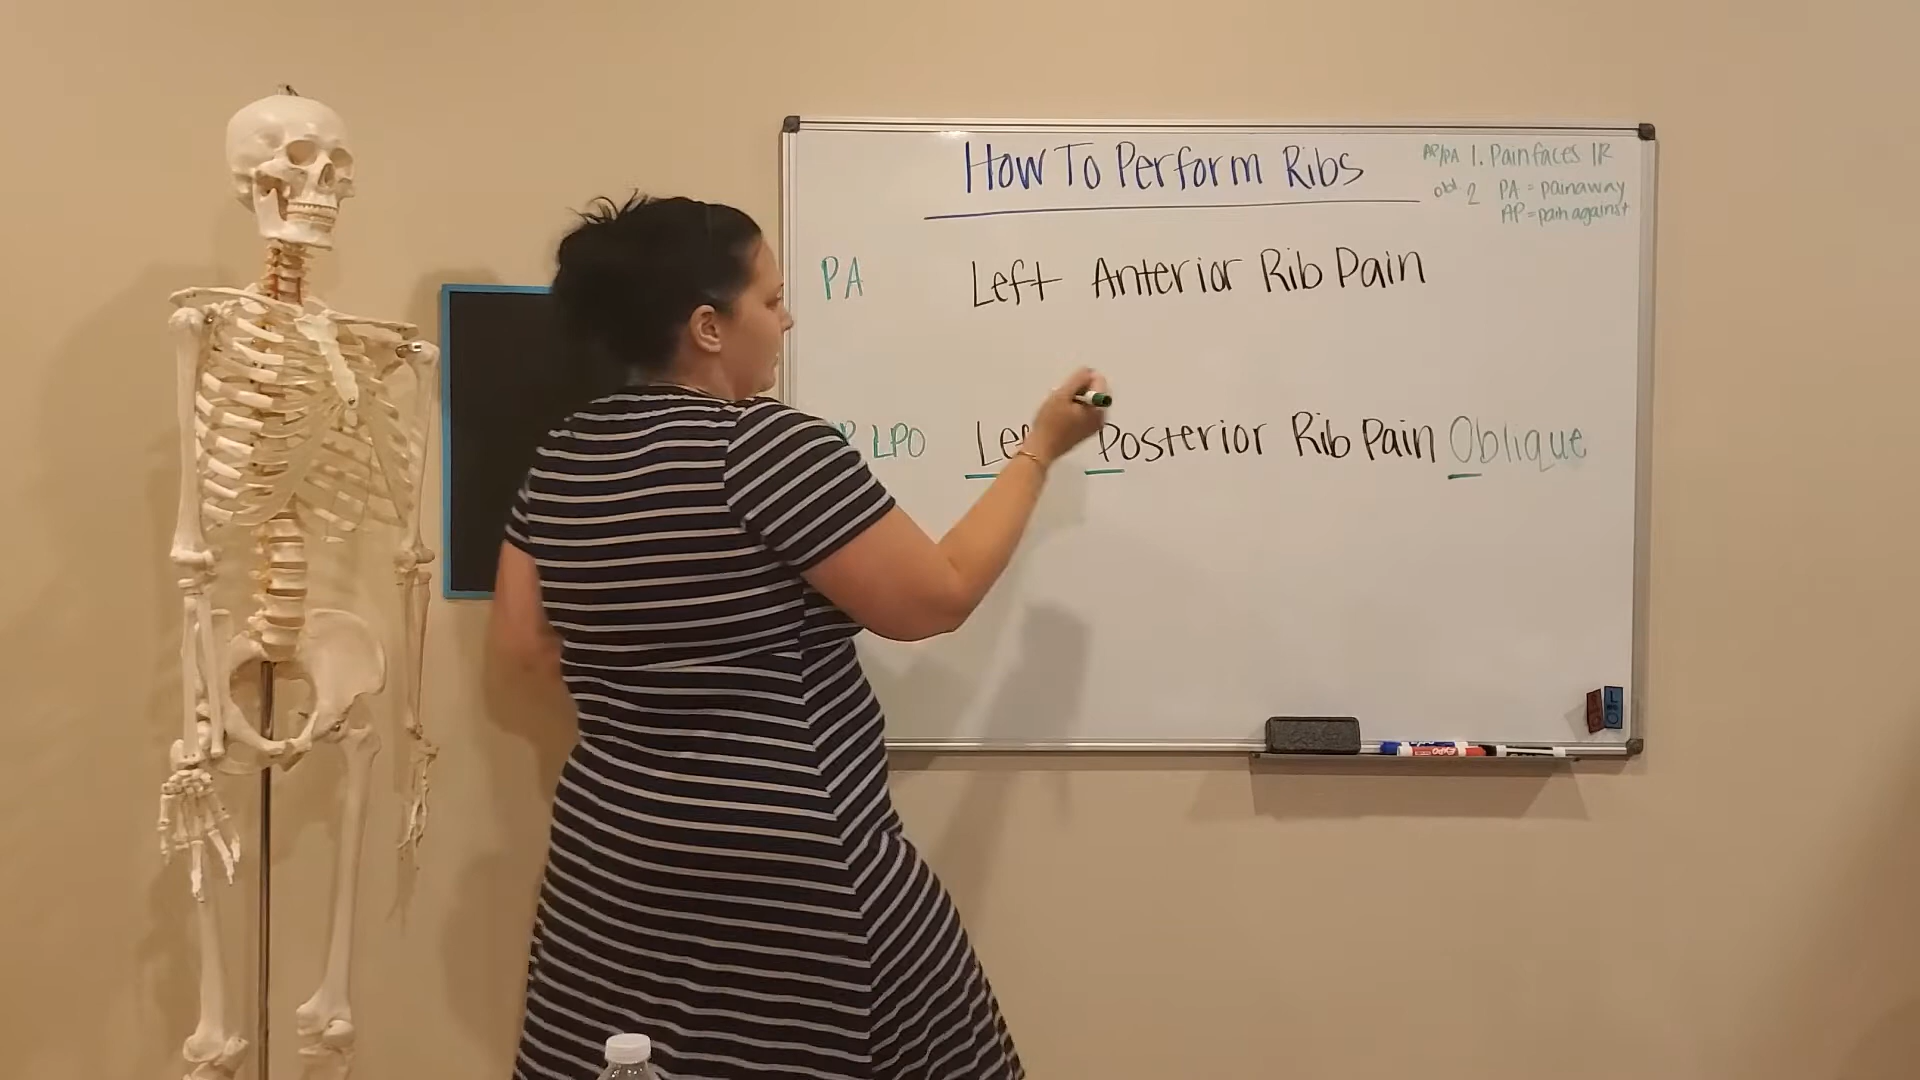 How To Perform Ribs
AP/PA 1. Pain faces IR
obl. 2 PA = pain away
AP = pain against
PA Left Anterior Rib Pain
LPO Posterior Rib Pain Oblique
EXPO